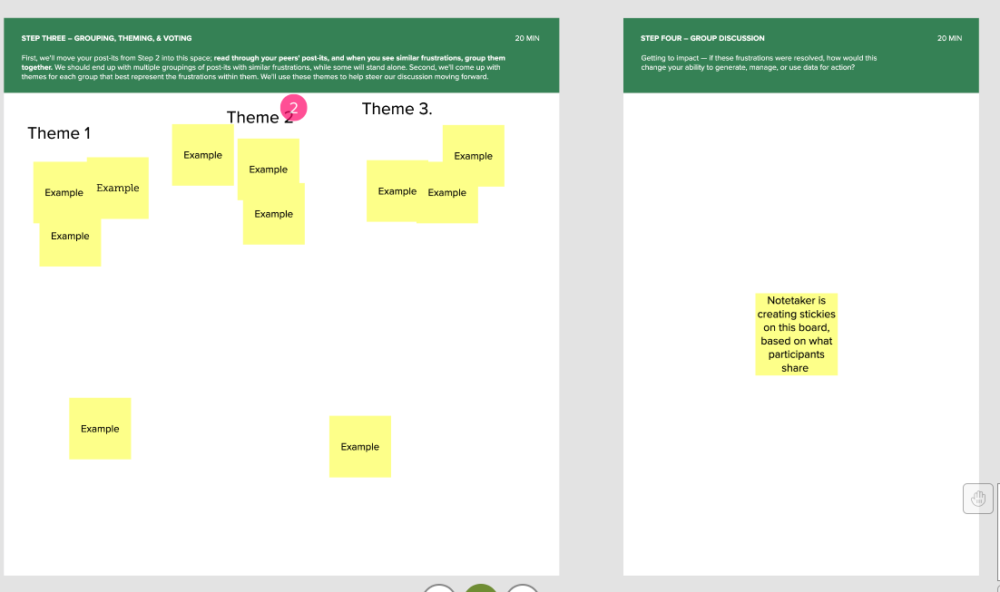 STEP THREE – GROUPING, THEMING, & VOTING
20 MIN
First, we'll move your post-its from Step 2 into this space; read through your peers' post-its, and when you see similar frustrations, group them
together. We should end up with multiple groupings of post-its with similar frustrations, while some will stand alone. Second, we'll come up with
themes for each group that best represent the frustrations within them. We'll use these themes to help steer our discussion moving forward.
Theme 1
Example
Example
Example
Theme 2
2
Example
Example
Example
Theme 3.
Example
Example
Example
Example
Example
STEP FOUR – GROUP DISCUSSION
20 MIN
Getting to impact — if these frustrations were resolved, how would this
change your ability to generate, manage, or use data for action?
Notetaker is
creating stickies
on this board,
based on what
participants
share